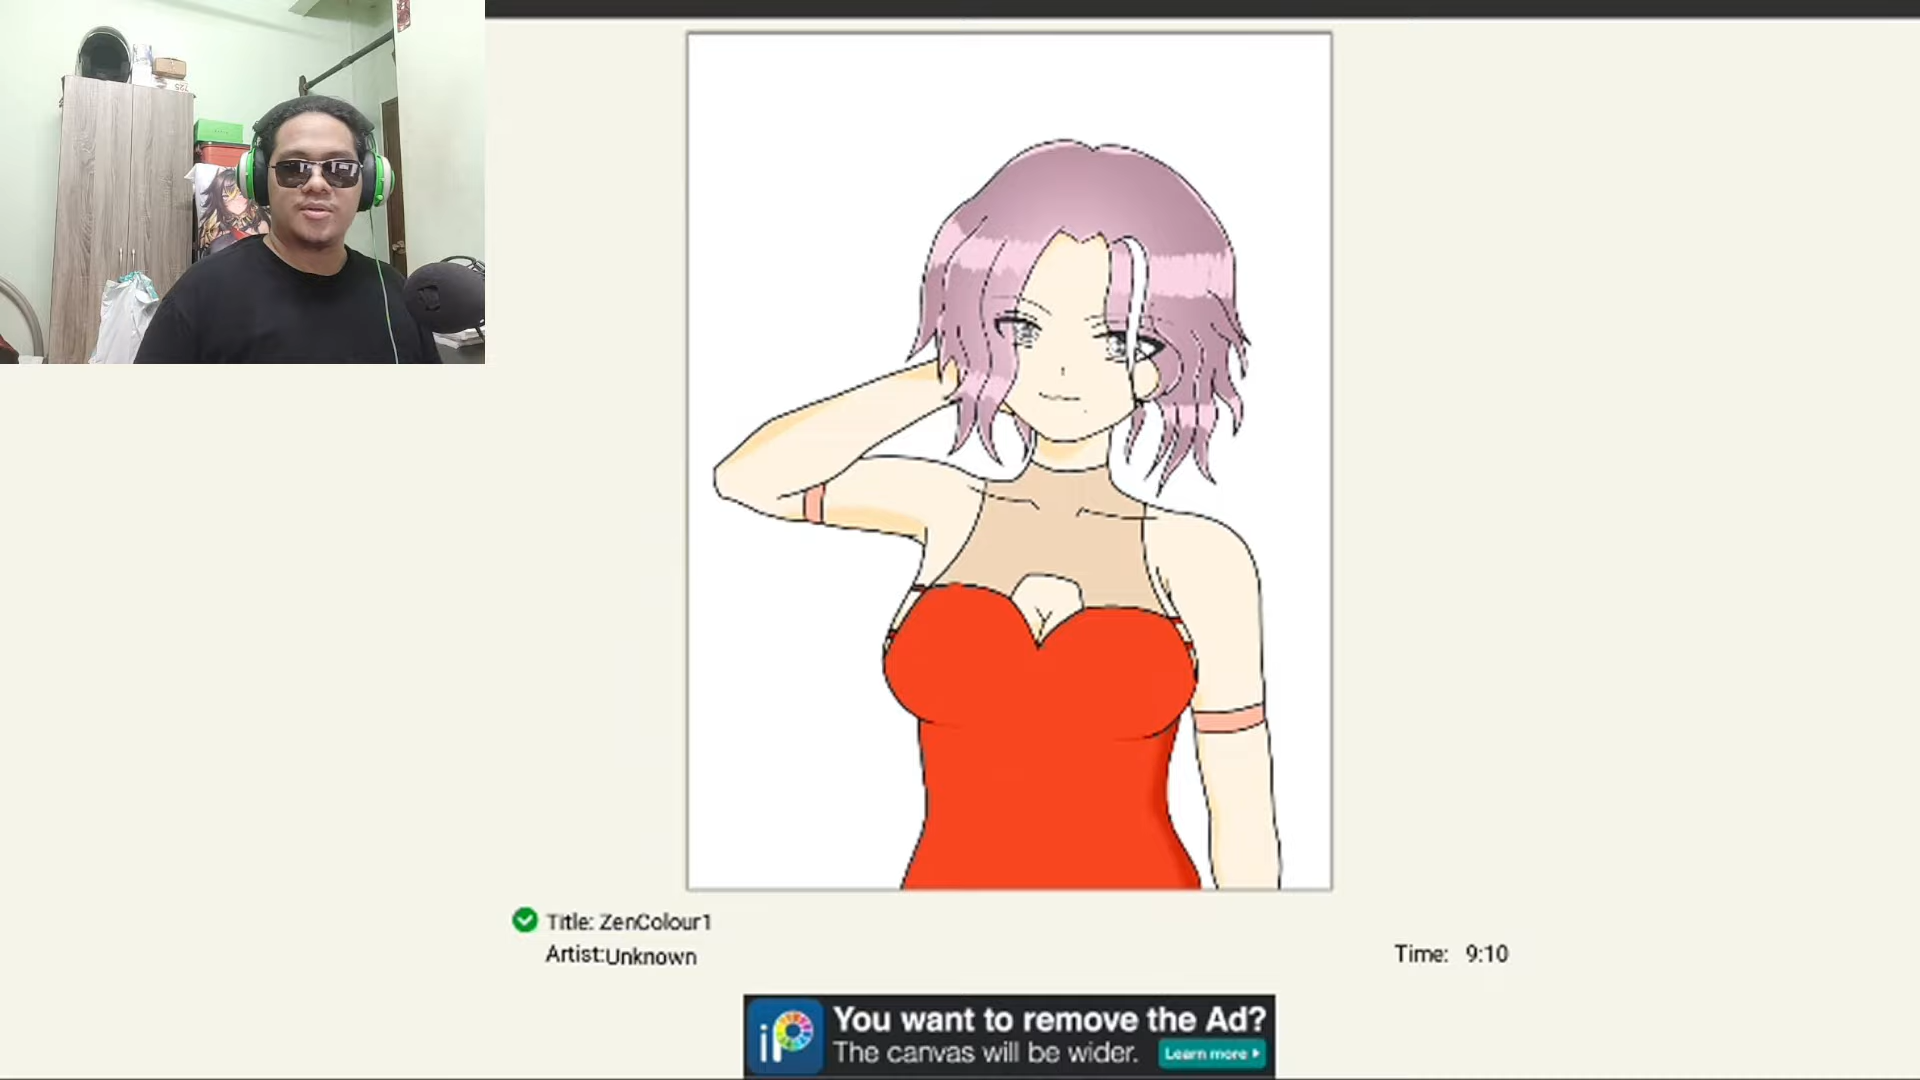 Title: ZenColour1
Artist:Unknown
Time: 9:10
iP
You want to remove the Ad?
The canvas will be wider.
Learn more